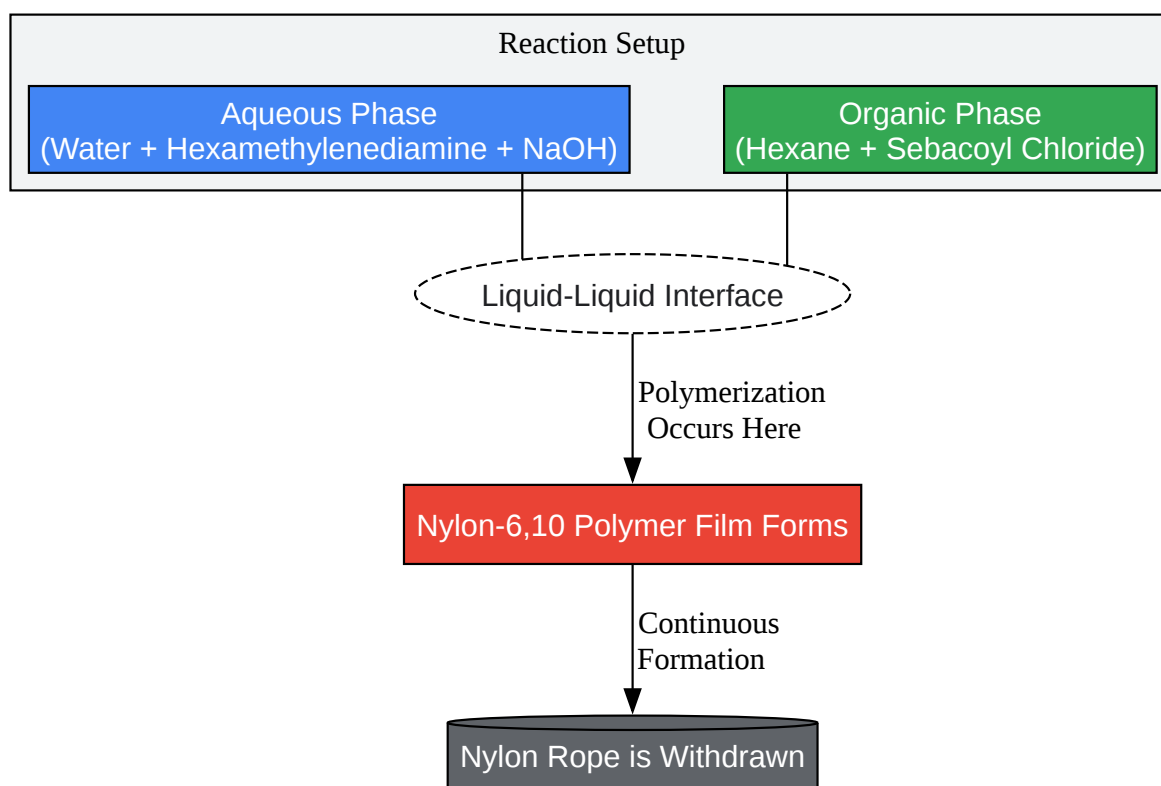 Reaction Setup
Aqueous Phase
(Water + Hexamethylenediamine + NaOH)
Organic Phase
(Hexane + Sebacoyl Chloride)
Liquid-Liquid Interface
Polymerization
Occurs Here
Nylon-6,10 Polymer Film Forms
Continuous
Formation
Nylon Rope is Withdrawn